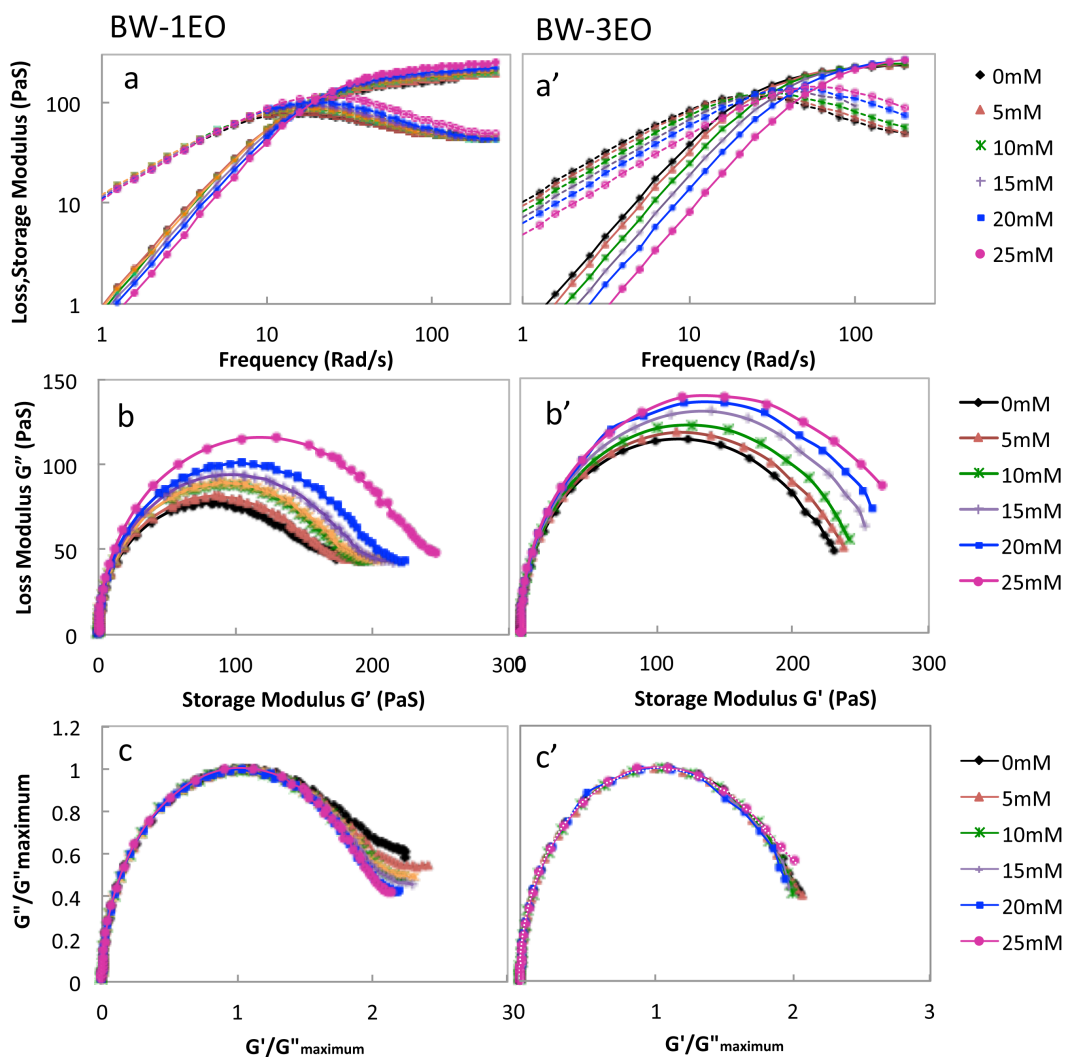 BW-1EO
BW-3EO
a
a’
Loss,Storage Modulus (PaS)
100
10
1
1
10
100
1
10
100
Frequency (Rad/s)
Frequency (Rad/s)
0mM
5mM
10mM
15mM
20mM
25mM
b
b’
Loss Modulus G’’ (PaS)
150
100
50
0
0
100
200
30
0
100
200
300
Storage Modulus G’ (PaS)
Storage Modulus G' (PaS)
0mM
5mM
10mM
15mM
20mM
25mM
c
c’
G"/G"maximum
1.2
1
0.8
0.6
0.4
0.2
0
0
1
2
30
1
2
3
G'/G"maximum
G'/G"maximum
0mM
5mM
10mM
15mM
20mM
25mM